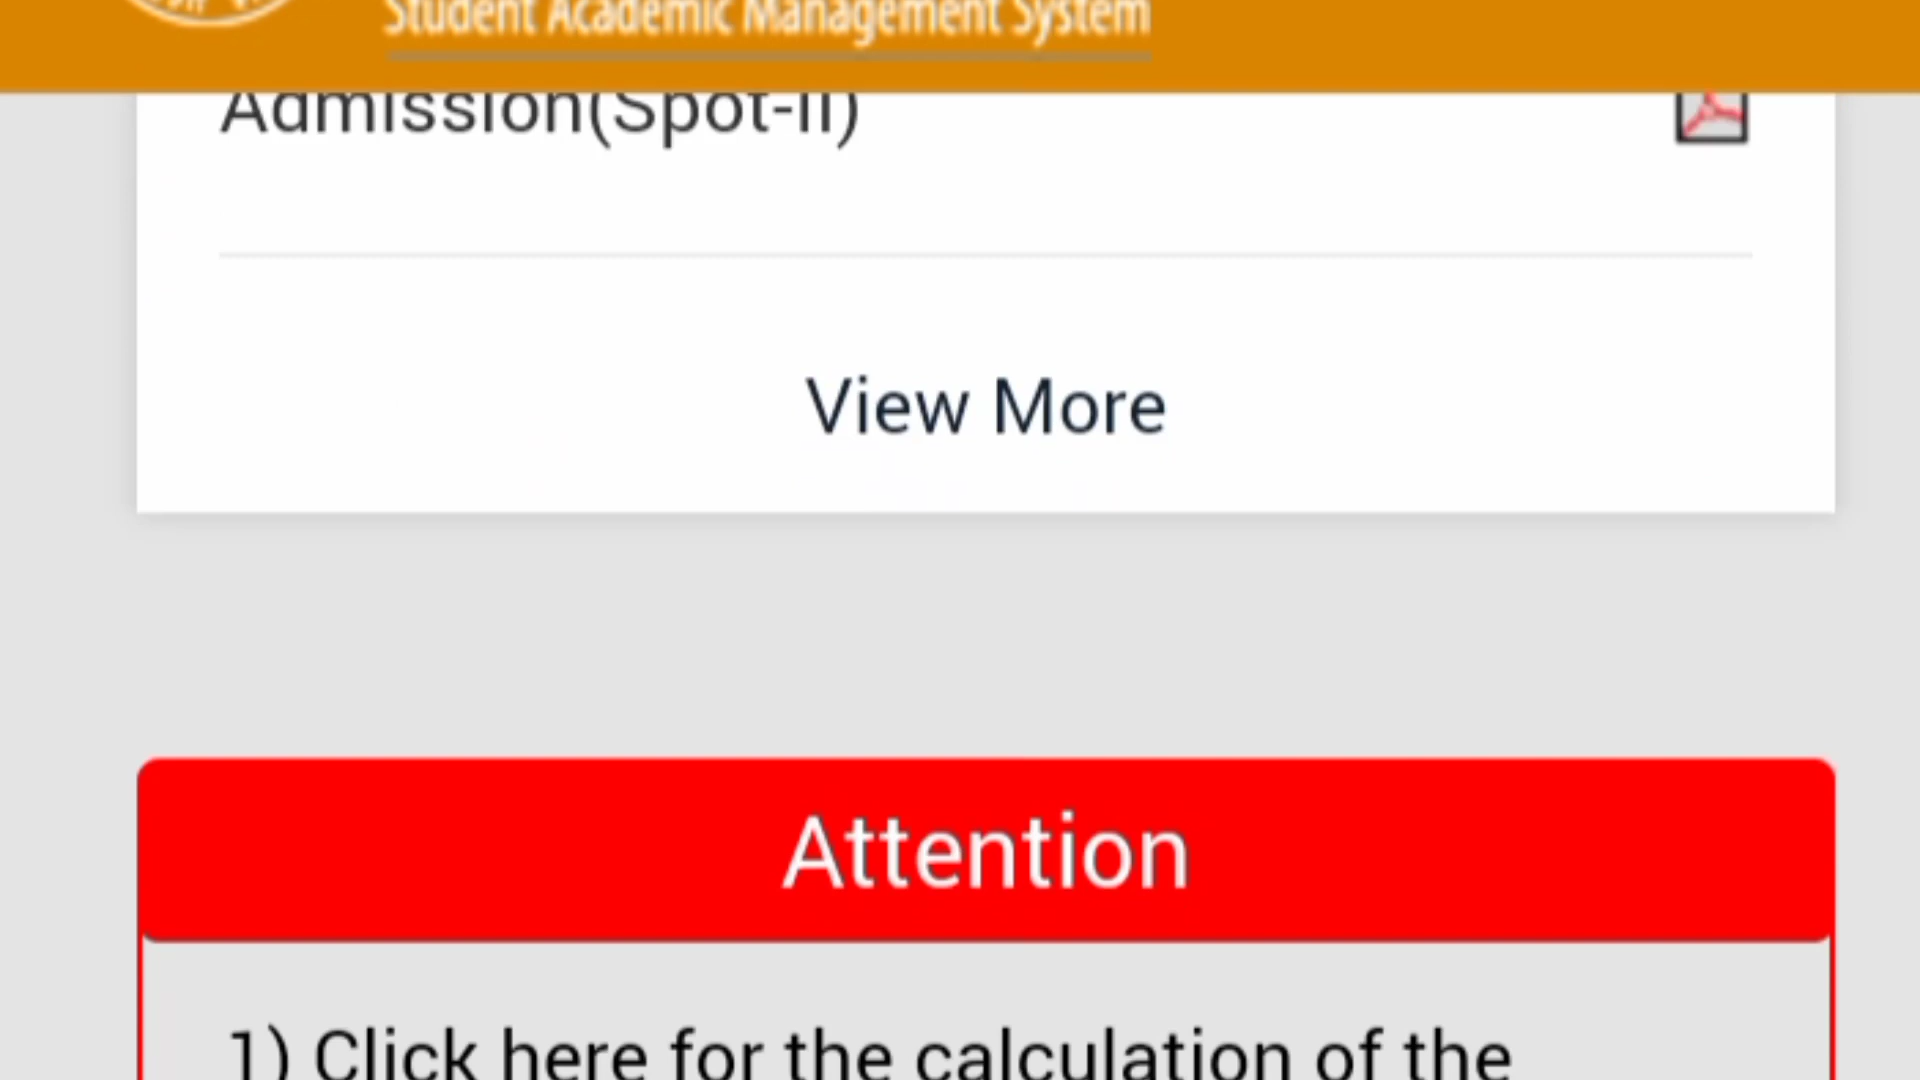 Student Academic Management System
Admission(Spot-II)
View More
Attention
1) Click here for the calculation of the